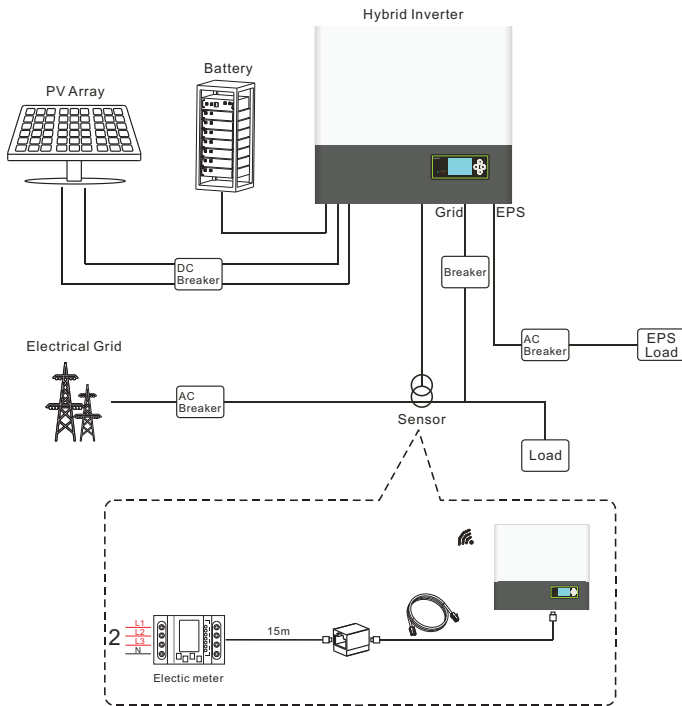 Hybrid Inverter
Battery
PV Array
Grid
EPS
DC
Breaker
Breaker
AC
Breaker
EPS
Load
Electrical Grid
AC
Breaker
Sensor
Load
L1
L2
L3
N
2
15m
Electic meter